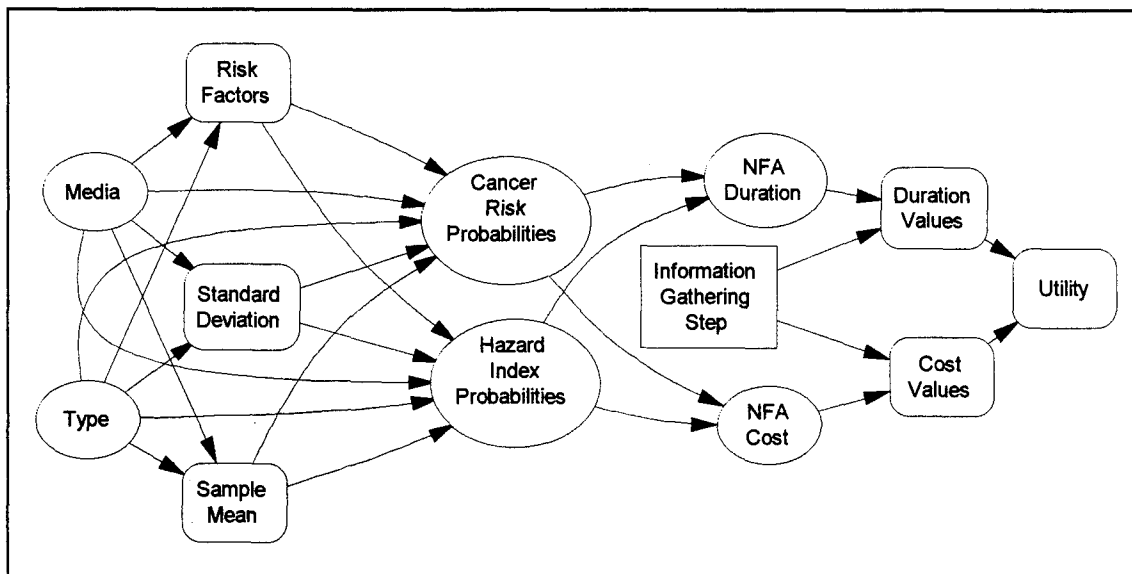 Risk
Factors
Media
Standard
Deviation
Type
Sample
Mean
Cancer
Risk
Probabilities
Hazard
Index
Probabilities
NFA
Duration
Information
Gathering
Step
NFA
Cost
Duration
Values
Cost
Values
Utility